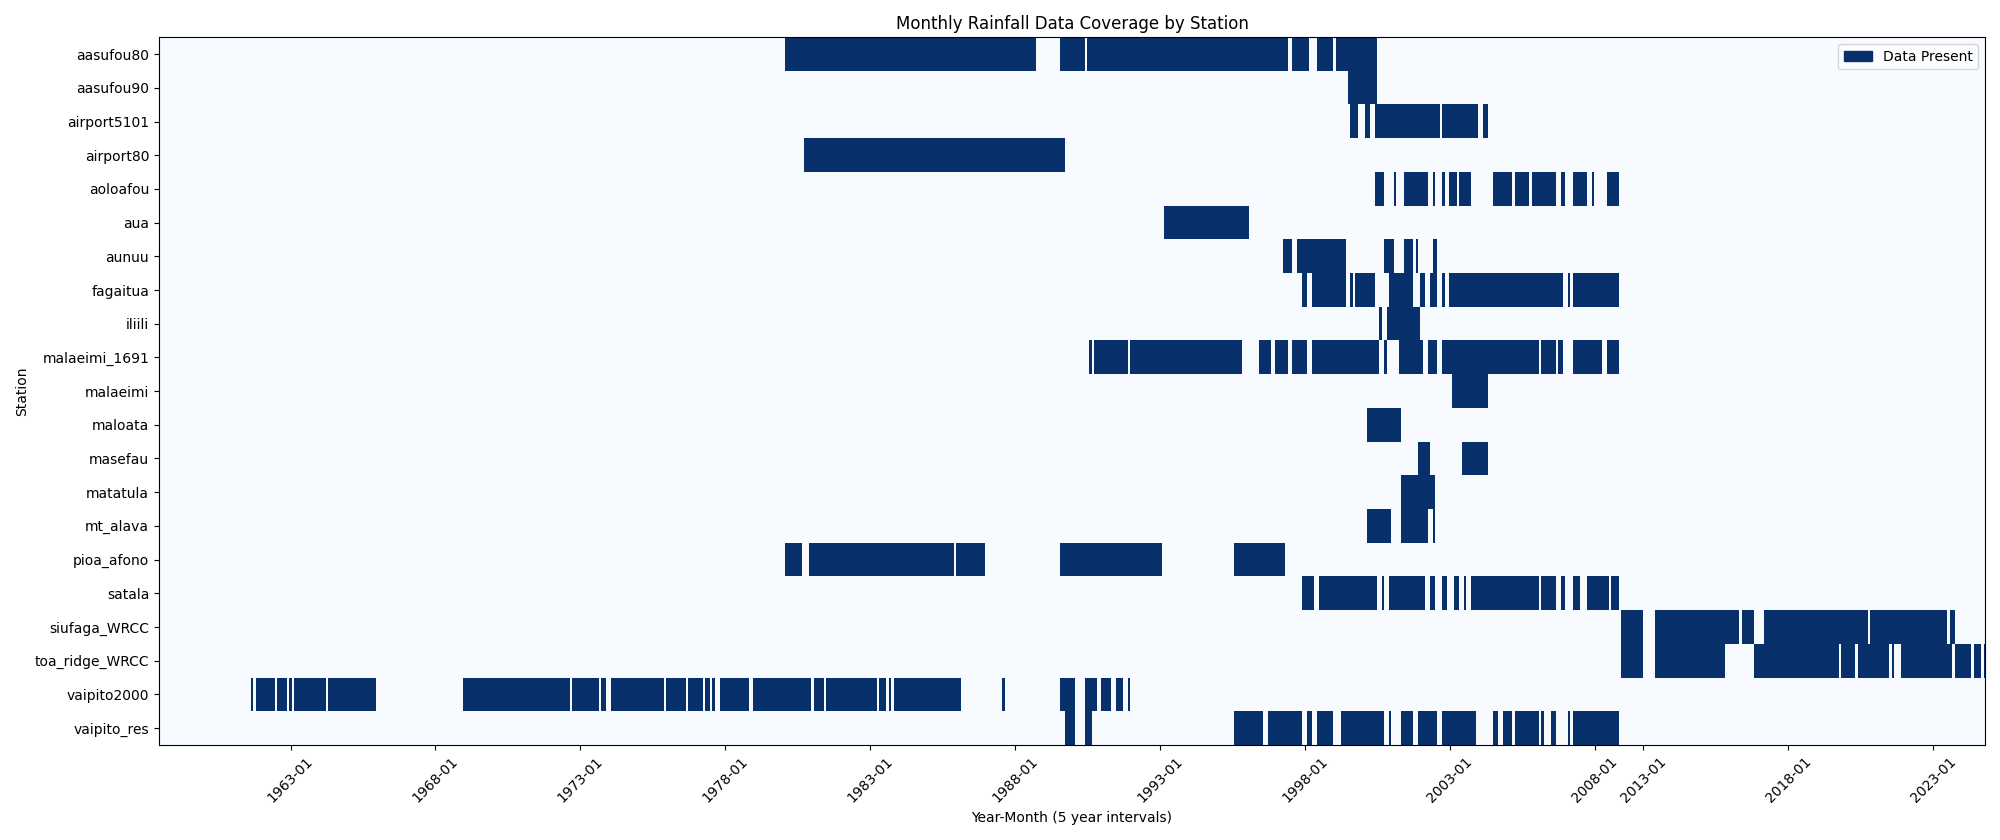 Monthly Rainfall Data Coverage by Station
Data Present
Station
aasufou80
aasufou90
airport5101
airport80
aoloafou
aua
aunuu
fagaitua
iliili
malaeimi_1691
malaeimi
maloata
masefau
matatula
mt_alava
pioa_afono
satala
siufaga_WRCC
toa_ridge_WRCC
vaipito2000
vaipito_res
1963-01
1968-01
1973-01
1978-01
1983-01
1988-01
1993-01
1998-01
2003-01
2008-01
2013-01
2018-01
2023-01
Year-Month (5 year intervals)